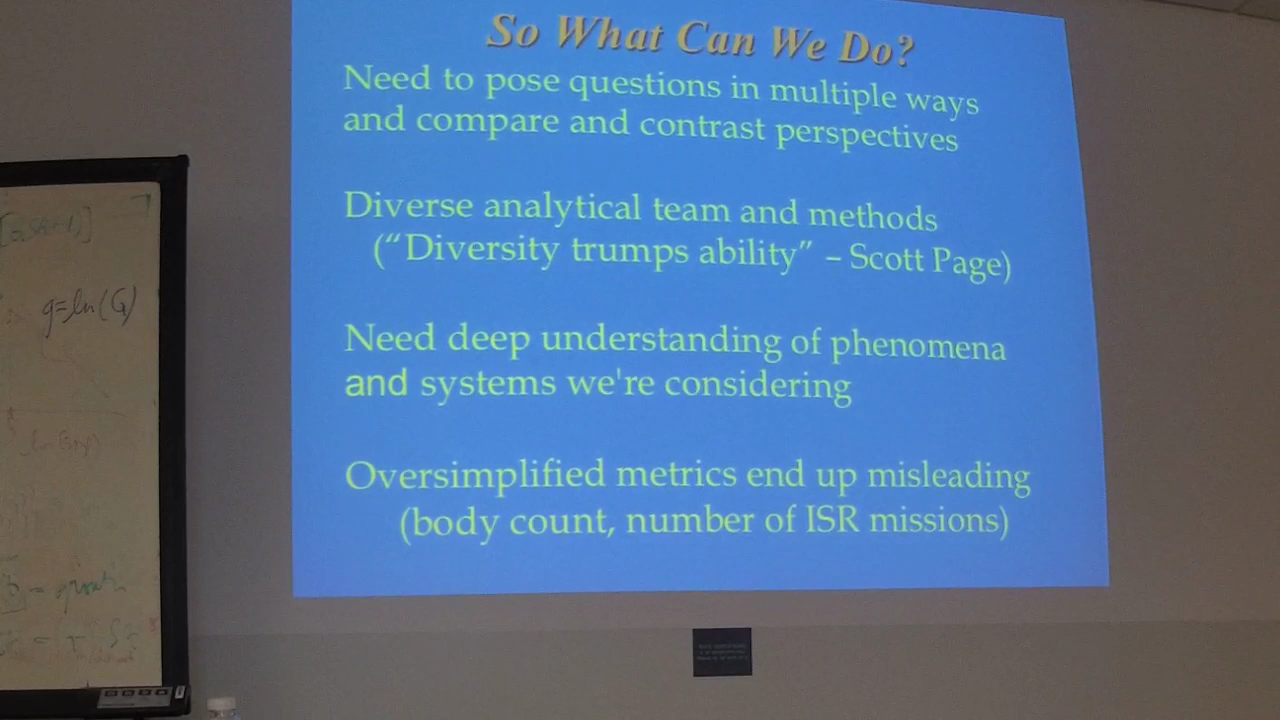 So What Can We Do?
Need to pose questions in multiple ways
and compare and contrast perspectives
Diverse analytical team and methods
(“Diversity trumps ability” – Scott Page)
Need deep understanding of phenomena
and systems we're considering
Oversimplified metrics end up misleading
(body count, number of ISR missions)
g=ln(G)